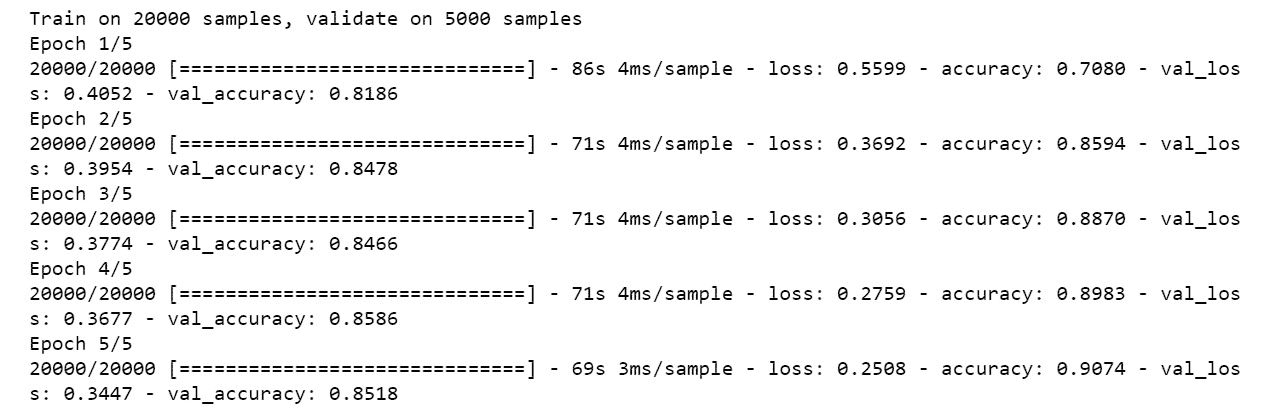 Train on 20000 samples, validate on 5000 samples
Epoch 1/5
20000/20000 [==============================] - 86s 4ms/sample - loss: 0.5599 - accuracy: 0.7080 - val_los
s: 0.4052 - val_accuracy: 0.8186
Epoch 2/5
20000/20000 [==============================] - 71s 4ms/sample - loss: 0.3692 - accuracy: 0.8594 - val_los
s: 0.3954 - val_accuracy: 0.8478
Epoch 3/5
20000/20000 [==============================] - 71s 4ms/sample - loss: 0.3056 - accuracy: 0.8870 - val_los
s: 0.3774 - val_accuracy: 0.8466
Epoch 4/5
20000/20000 [==============================] - 71s 4ms/sample - loss: 0.2759 - accuracy: 0.8983 - val_los
s: 0.3677 - val_accuracy: 0.8586
Epoch 5/5
20000/20000 [==============================] - 69s 3ms/sample - loss: 0.2508 - accuracy: 0.9074 - val_los
s: 0.3447 - val_accuracy: 0.8518